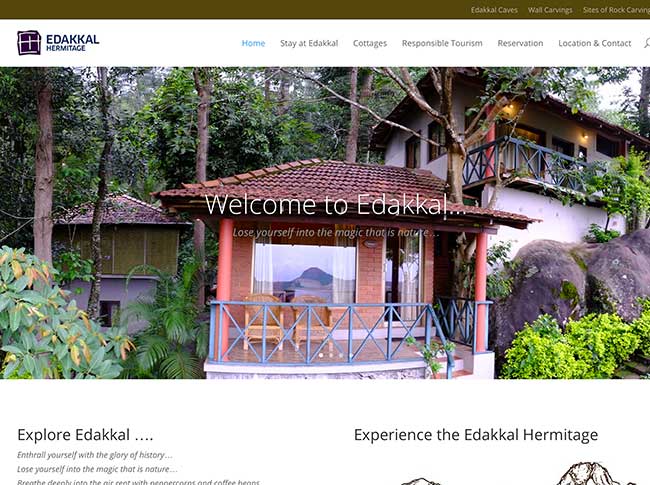 Edakkal Caves Wall Carvings Sites of Rock Carving
EDAKKAL
HERMITAGE
Home Stay at Edakkal Cottages Responsible Tourism Reservation Location & Contact
Welcome to Edakkal...
Lose yourself into the magic that is nature...
Explore Edakkal ....
Enthrall yourself with the glory of history...
Lose yourself into the magic that is nature...
Breathe deeply into the air rent with peppercorns and coffee beans
Experience the Edakkal Hermitage